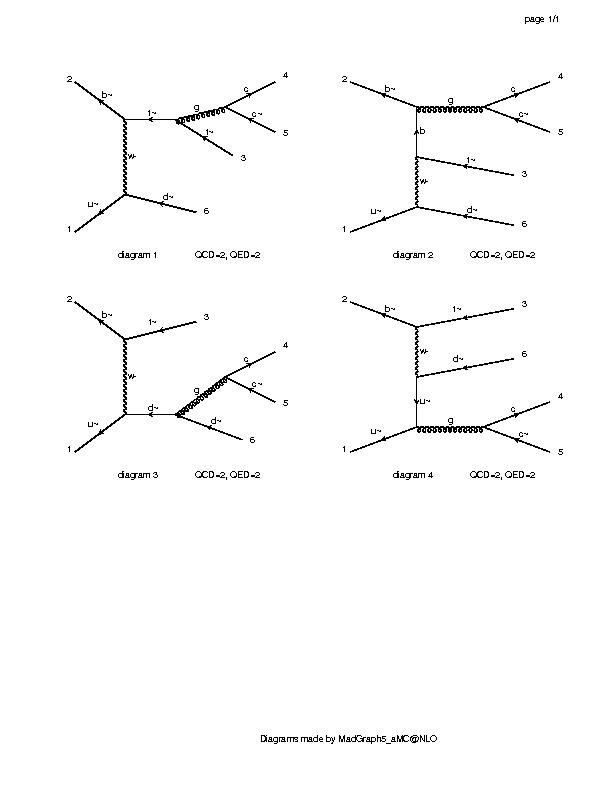 page 1/1
2 b~ t~ g c 4
c~ 5
t~ 3
w-
u~ d~ 6
1
diagram 1 QCD=2, QED=2
2 b~ g c 4
c~ 5
b
t~ 3
w-
u~ d~ 6
1
diagram 2 QCD=2, QED=2
2 b~ t~ 3
w-
g c 4
c~ 5
u~ d~ d~ 6
1
diagram 3 QCD=2, QED=2
2 b~ t~ 3
w-
d~ 6
u~
g c 4
u~ c~ 5
1
diagram 4 QCD=2, QED=2
Diagrams made by MadGraph5_aMC@NLO